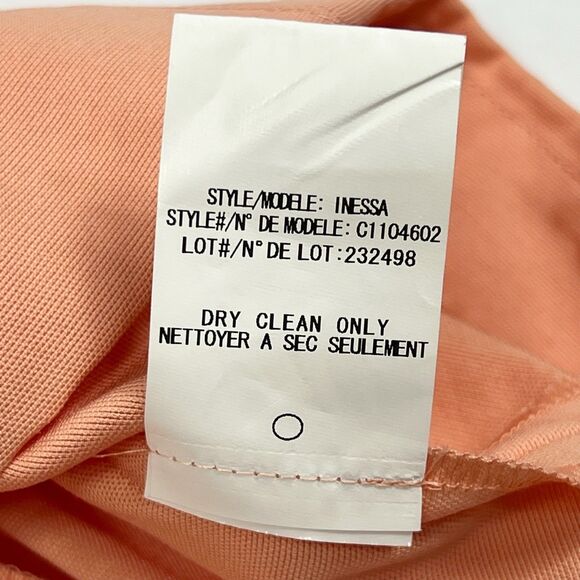 STYLE/MODELE: INESSA
STYLE#/N° DE MODELE: C1104602
LOT#/N° DE LOT:232498
DRY CLEAN ONLY
NETTOYER A SEC SEULEMENT